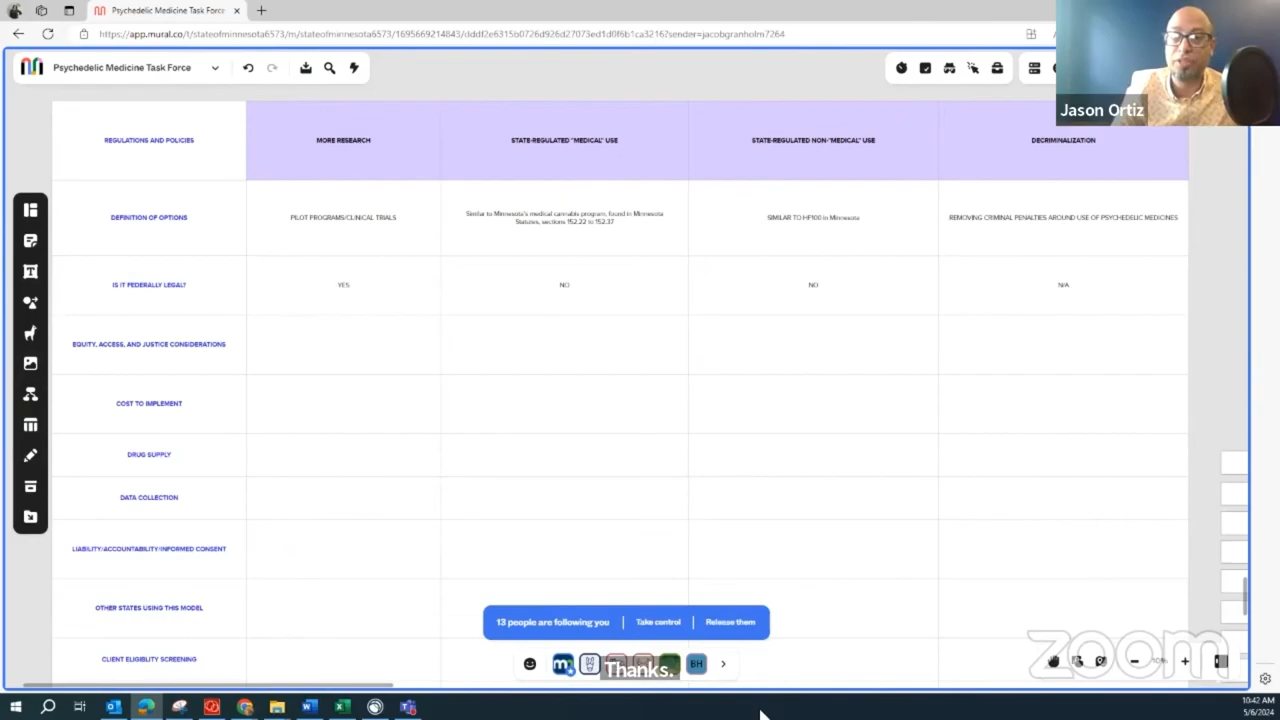 Psychedelic Medicine Task Force
https://app.mural.co/t/stateofminnesota6573/m/stateofminnesota6573/1695669214843/dddf2e6315b0726d926d27073ed1d0f6b1ca3216?sender=jacobgranholm7264
Psychedelic Medicine Task Force
Jason Ortiz
REGULATIONS AND POLICIES
MORE RESEARCH
STATE-REGULATED "MEDICAL" USE
STATE-REGULATED NON-"MEDICAL" USE
DECRIMINALIZATION
DEFINITION OF OPTIONS
PILOT PROGRAMS/CLINICAL TRIALS
Similar to Minnesota's medical cannabis program, found in Minnesota
Statutes, sections 152.22 to 152.37
SIMILAR TO HF100 in Minnesota
REMOVING CRIMINAL PENALTIES AROUND USE OF PSYCHEDELIC MEDICINES
IS IT FEDERALLY LEGAL?
YES
NO
NO
N/A
EQUITY, ACCESS, AND JUSTICE CONSIDERATIONS
COST TO IMPLEMENT
DRUG SUPPLY
DATA COLLECTION
LIABILITY/ACCOUNTABILITY/INFORMED CONSENT
OTHER STATES USING THIS MODEL
13 people are following you
Take control
Release them
CLIENT ELIGIBLITY SCREENING
BH
Thanks.
zoom
10:42 AM
5/6/2024